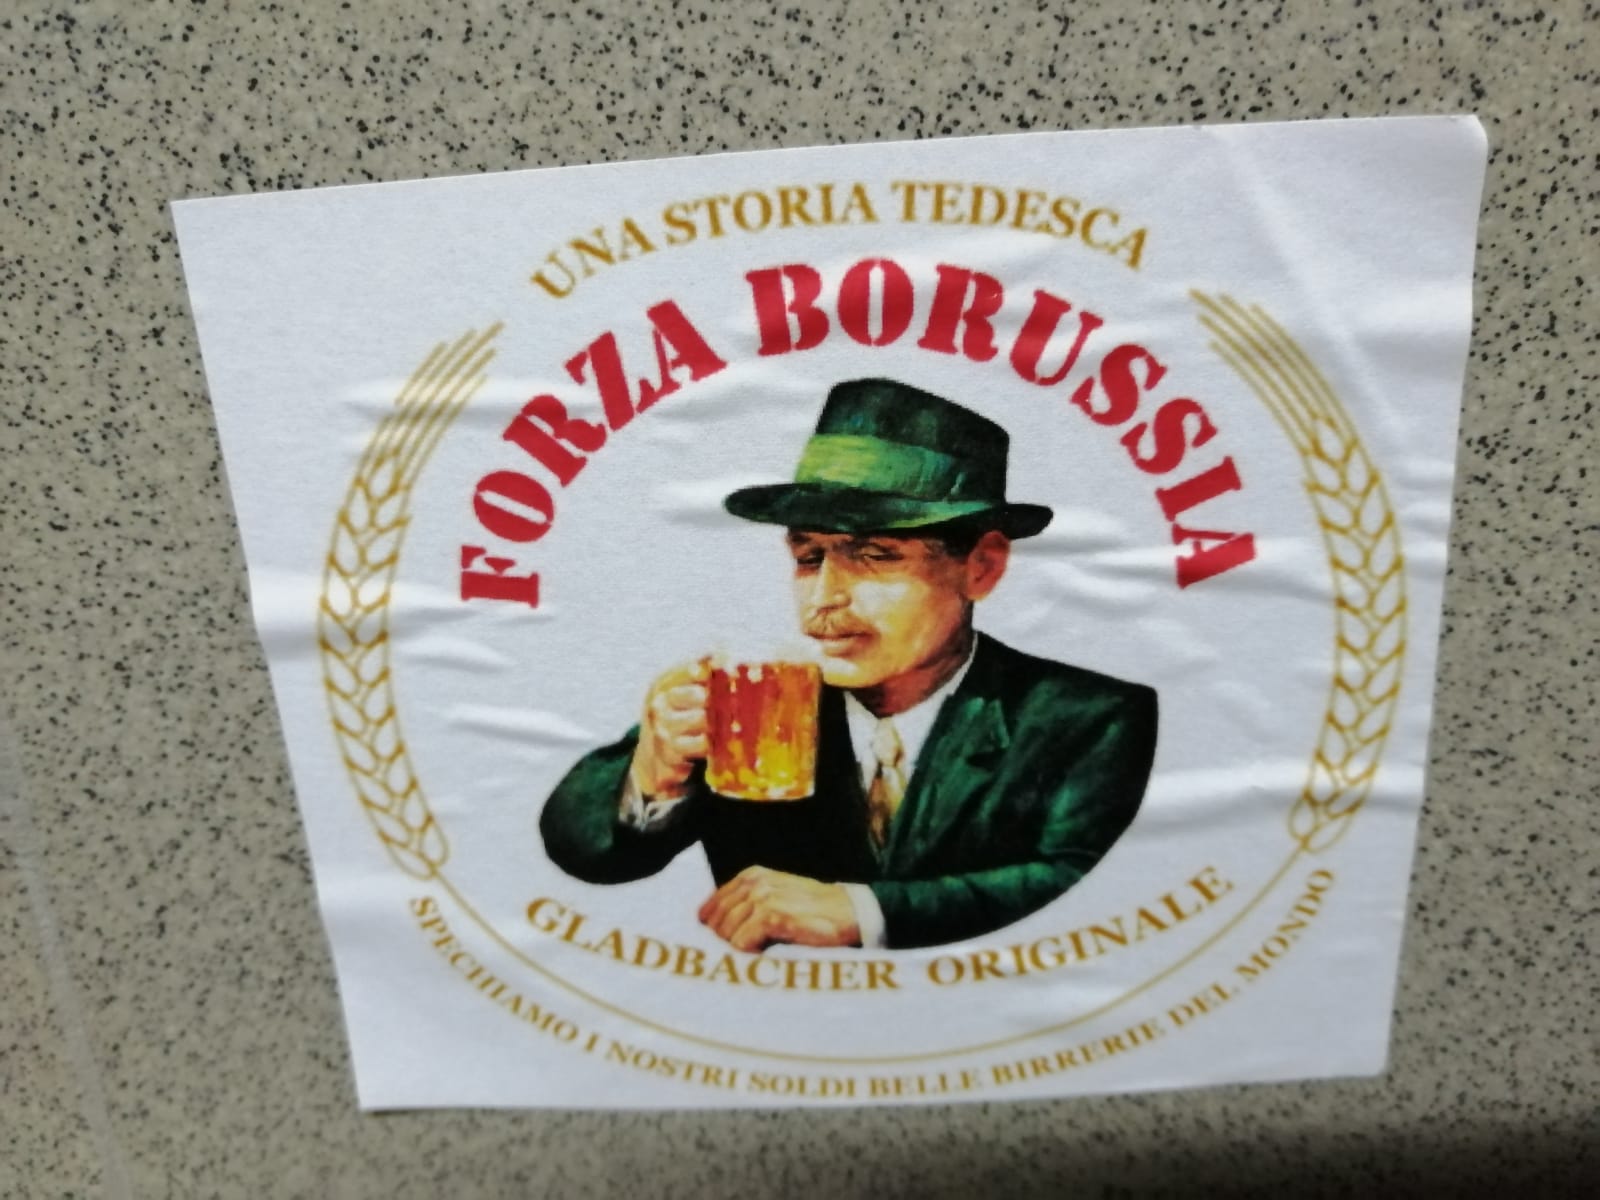 UNA STORIA TEDESCA
FORZA BORUSSIA
GLADBACHER ORIGINALE
SPECHIAMO I NOSTRI SOLDI BELLE BIRRERIE DEL MONDO